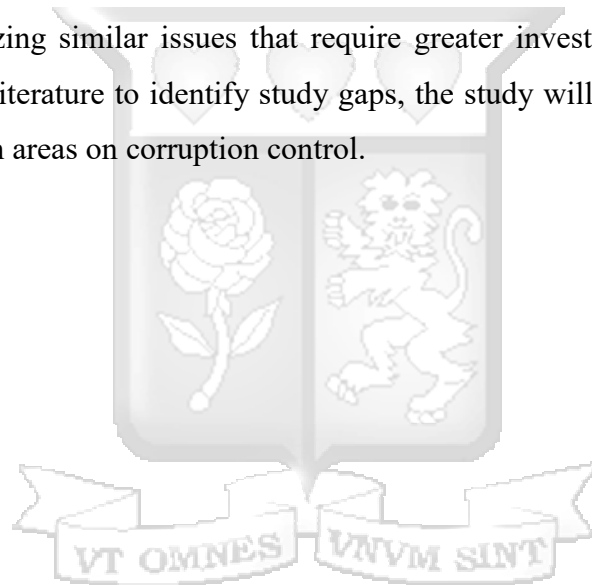 zing similar issues that require greater invest
iterature to identify study gaps, the study will
n areas on corruption control.
VT OMNES VNVM SINT